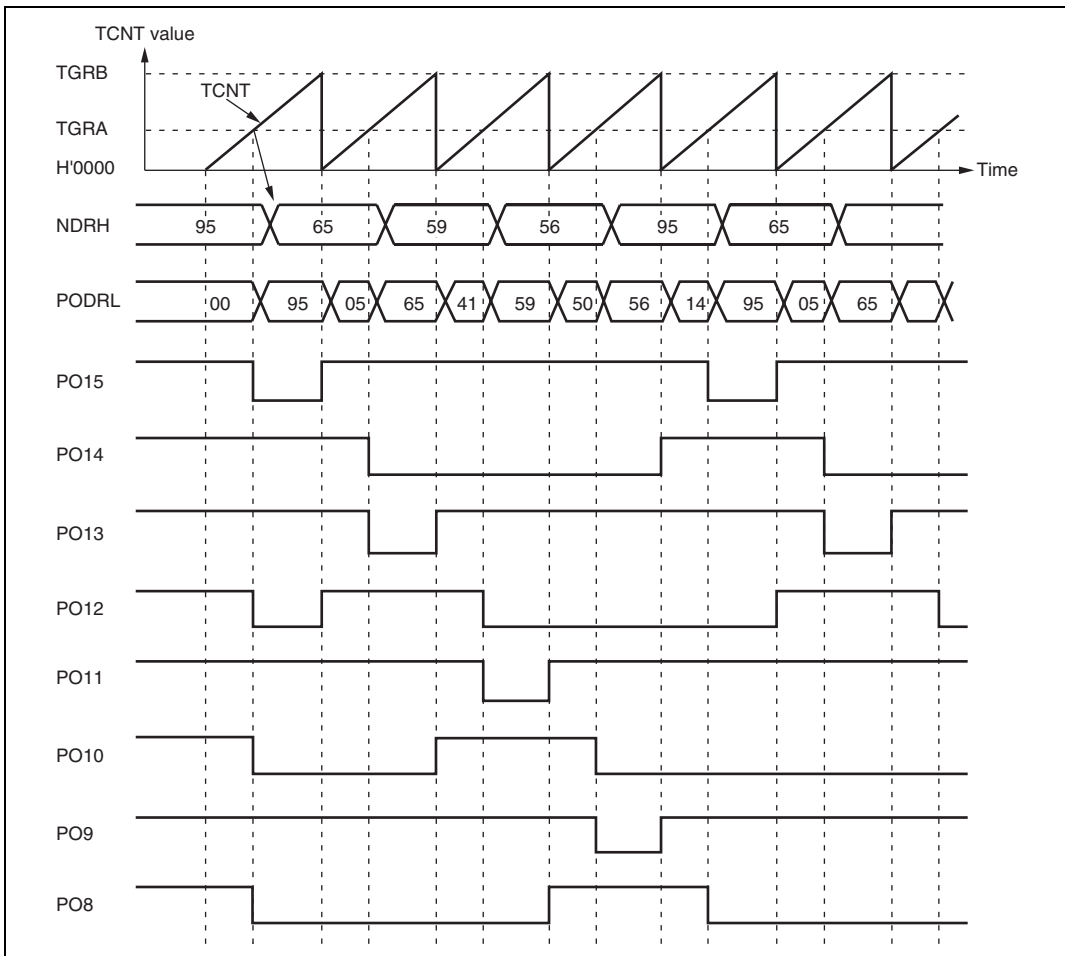 TCNT value
TGRB
TCNT
TGRA
H'0000
Time
NDRH 95 65 59 56 95 65
PODRL 00 95 05 65 41 59 50 56 14 95 05 65
PO15
PO14
PO13
PO12
PO11
PO10
PO9
PO8